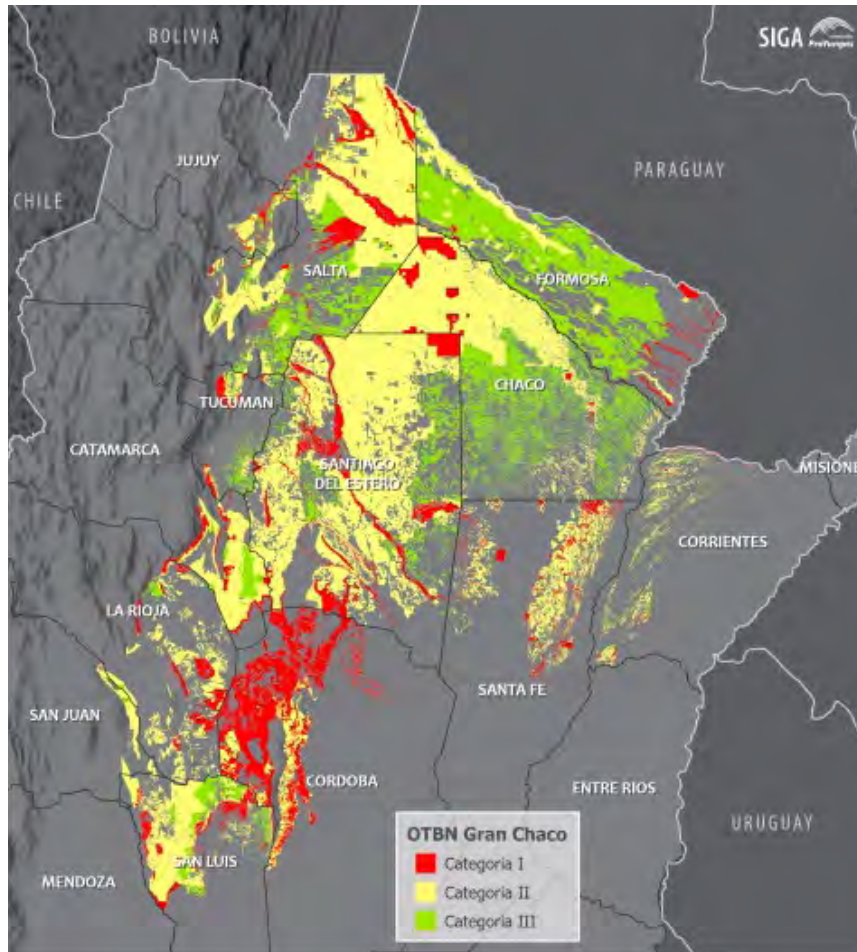 BOLIVIA
SIGA ProYungas
JUJUY
PARAGUAY
CHILE
SALTA
FORMOSA
CHACO
TUCUMAN
CATAMARCA
SANTIAGO
DEL ESTERO
MISIONE
CORRIENTES
LA RIOJA
SANTA FE
SAN JUAN
CORDOBA
ENTRE RIOS
URUGUAY
OTBN Gran Chaco
Categoria I
Categoria II
Categoria III
SAN LUIS
MENDOZA